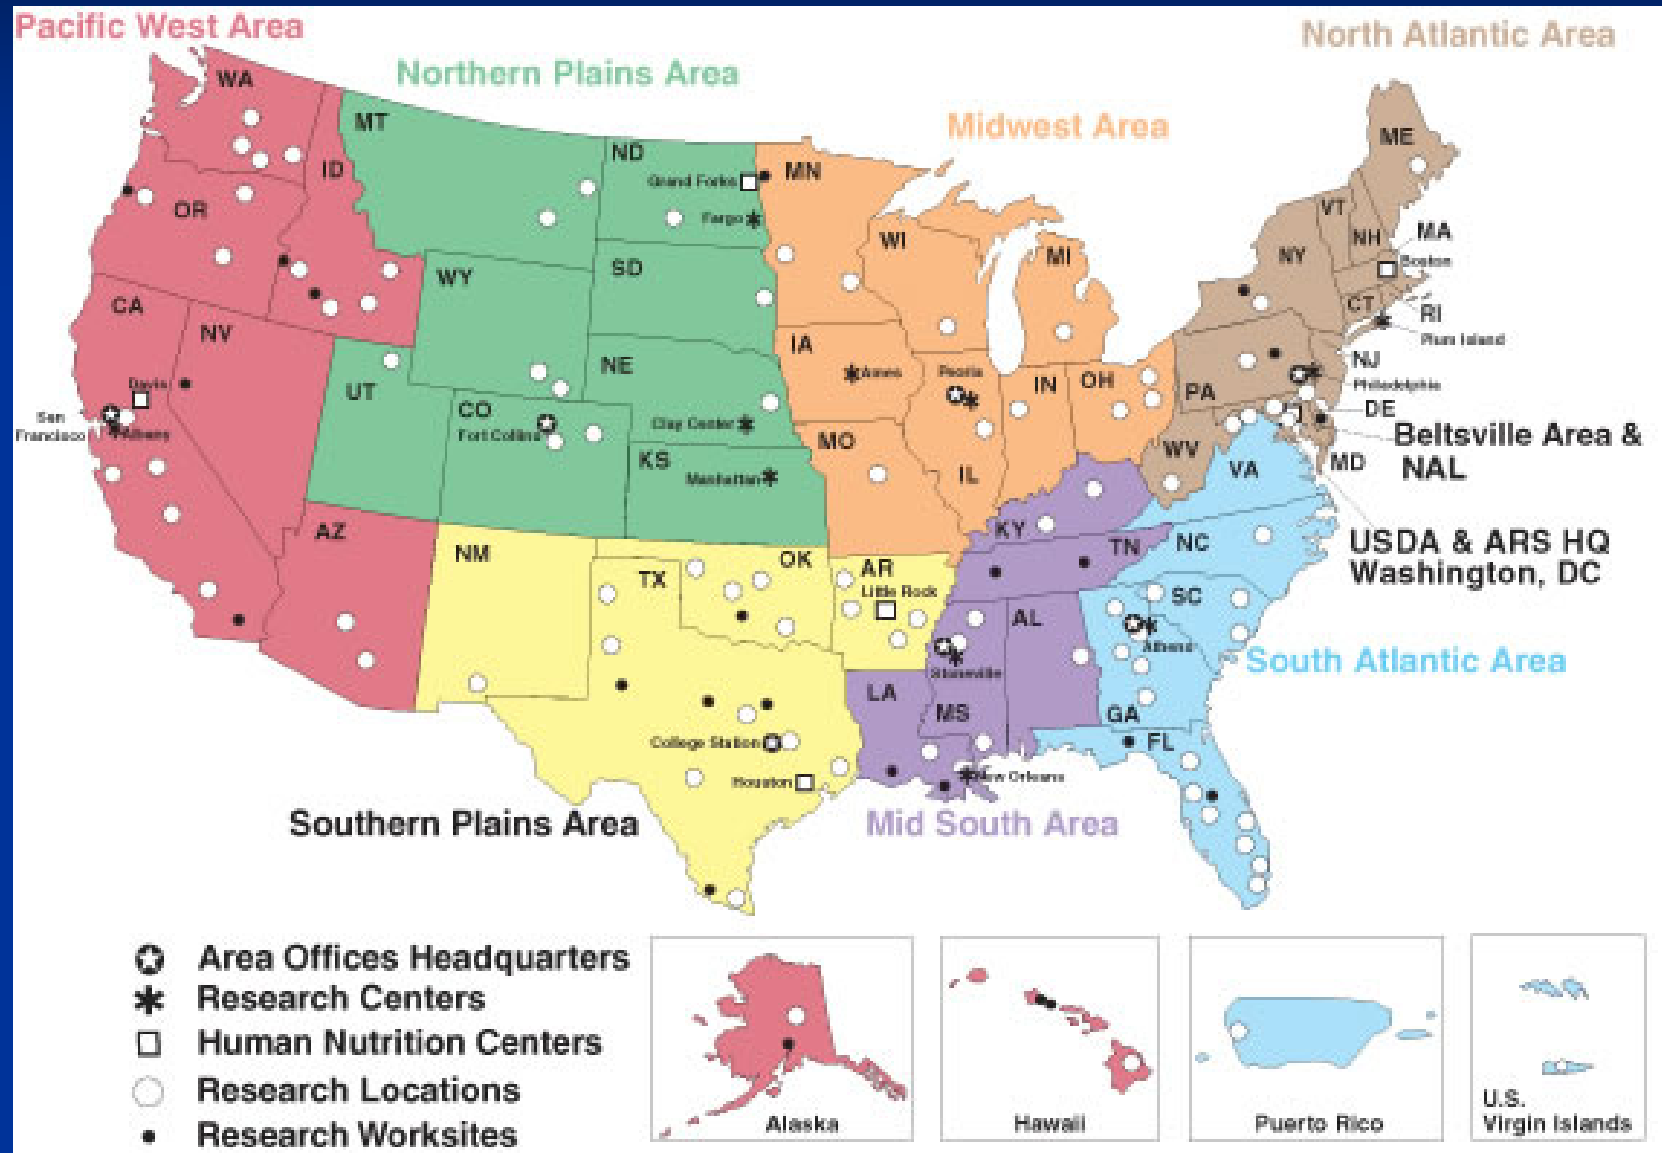 Pacific West Area
North Atlantic Area
Northern Plains Area
Midwest Area
WA
MT
ND
MN
ME
ID
Grand Forks
OR
Fargo
VT
WI
NH
MA
NY
MI
Boston
WY
SD
CA
CT
RI
NV
Plum Island
IA
NE
Ames
Peoria
IN
OH
NJ
Davis
UT
PA
Philadelphia
CO
DE
San
Francisco
Albany
Fort Collins
Clay Center
MO
Beltsville Area &
NAL
KS
WV
VA
MD
Manhattan
IL
AZ
KY
NM
OK
TN
NC
USDA & ARS HQ
Washington, DC
TX
AR
Little Rock
SC
AL
Athens
South Atlantic Area
Stoneville
LA
MS
GA
College Station
FL
Houston
New Orleans
Southern Plains Area
Mid South Area
Area Offices Headquarters
Research Centers
Human Nutrition Centers
Research Locations
Research Worksites
Alaska
Hawaii
Puerto Rico
U.S.
Virgin Islands